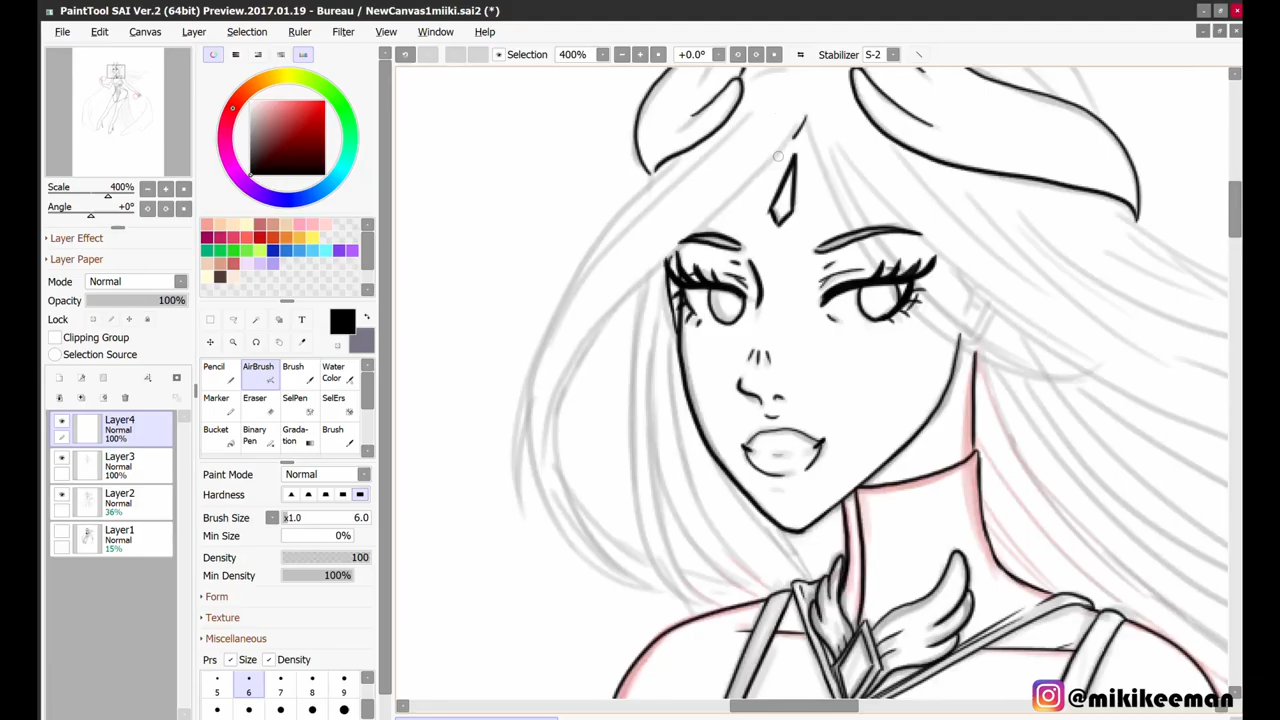 PaintTool SAI Ver.2 (64bit) Preview.2017.01.19 - Bureau / NewCanvas1miiki.sai2 (*)
File Edit Canvas Layer Selection Ruler Filter View Window Help
Selection 400% +0.0° Stabilizer S-2
Scale 400%
Angle +0°
Layer Effect
Layer Paper
Mode Normal
Opacity 100%
Lock
Clipping Group
Selection Source
Layer4
Normal
100%
Layer3
Normal
100%
Layer2
Normal
36%
Layer1
Normal
15%
T
Pencil AirBrush Brush Water Color
Marker Eraser SelPen SelErs
Bucket Binary Pen Grada-tion Brush
Paint Mode Normal
Hardness
Brush Size x1.0 6.0
Min Size 0%
Density 100
Min Density 100%
Form
Texture
Miscellaneous
Prs Size Density
5 6 7 8 9
@mikikeeman